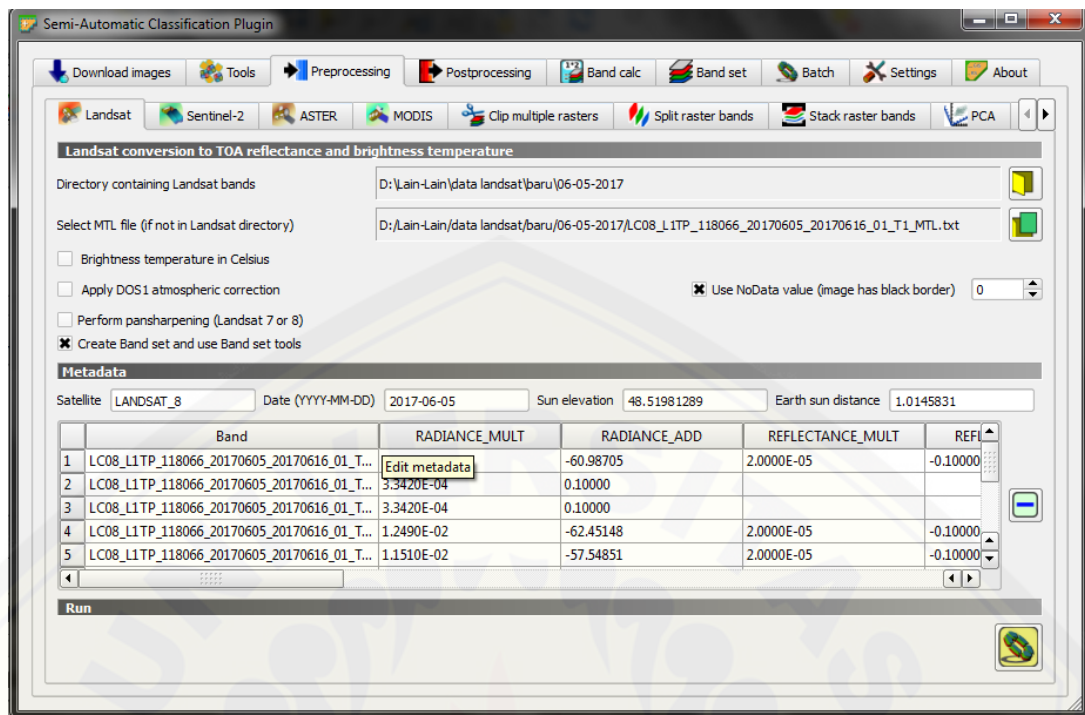 Semi-Automatic Classification Plugin
Download images Tools Preprocessing Postprocessing Band calc Band set Batch Settings About
Landsat Sentinel-2 ASTER MODIS Clip multiple rasters Split raster bands Stack raster bands PCA
Landsat conversion to TOA reflectance and brightness temperature
Directory containing Landsat bands D:\Lain-Lain\data landsat\baru\06-05-2017
Select MTL file (if not in Landsat directory) D:/Lain-Lain/data landsat/baru/06-05-2017/LC08_L1TP_118066_20170605_20170616_01_T1_MTL.txt
Brightness temperature in Celsius
Apply DOS1 atmospheric correction Use NoData value (image has black border) 0
Perform pansharpening (Landsat 7 or 8)
Create Band set and use Band set tools
Metadata
Satellite LANDSAT_8 Date (YYYY-MM-DD) 2017-06-05 Sun elevation 48.51981289 Earth sun distance 1.0145831
Band RADIANCE_MULT RADIANCE_ADD REFLECTANCE_MULT REFL
1 LC08_L1TP_118066_20170605_20170616_01_T... -60.98705 2.0000E-05 -0.10000
Edit metadata
2 LC08_L1TP_118066_20170605_20170616_01_T... 3.3420E-04 0.10000
3 LC08_L1TP_118066_20170605_20170616_01_T... 3.3420E-04 0.10000
4 LC08_L1TP_118066_20170605_20170616_01_T... 1.2490E-02 -62.45148 2.0000E-05 -0.10000
5 LC08_L1TP_118066_20170605_20170616_01_T... 1.1510E-02 -57.54851 2.0000E-05 -0.10000
Run